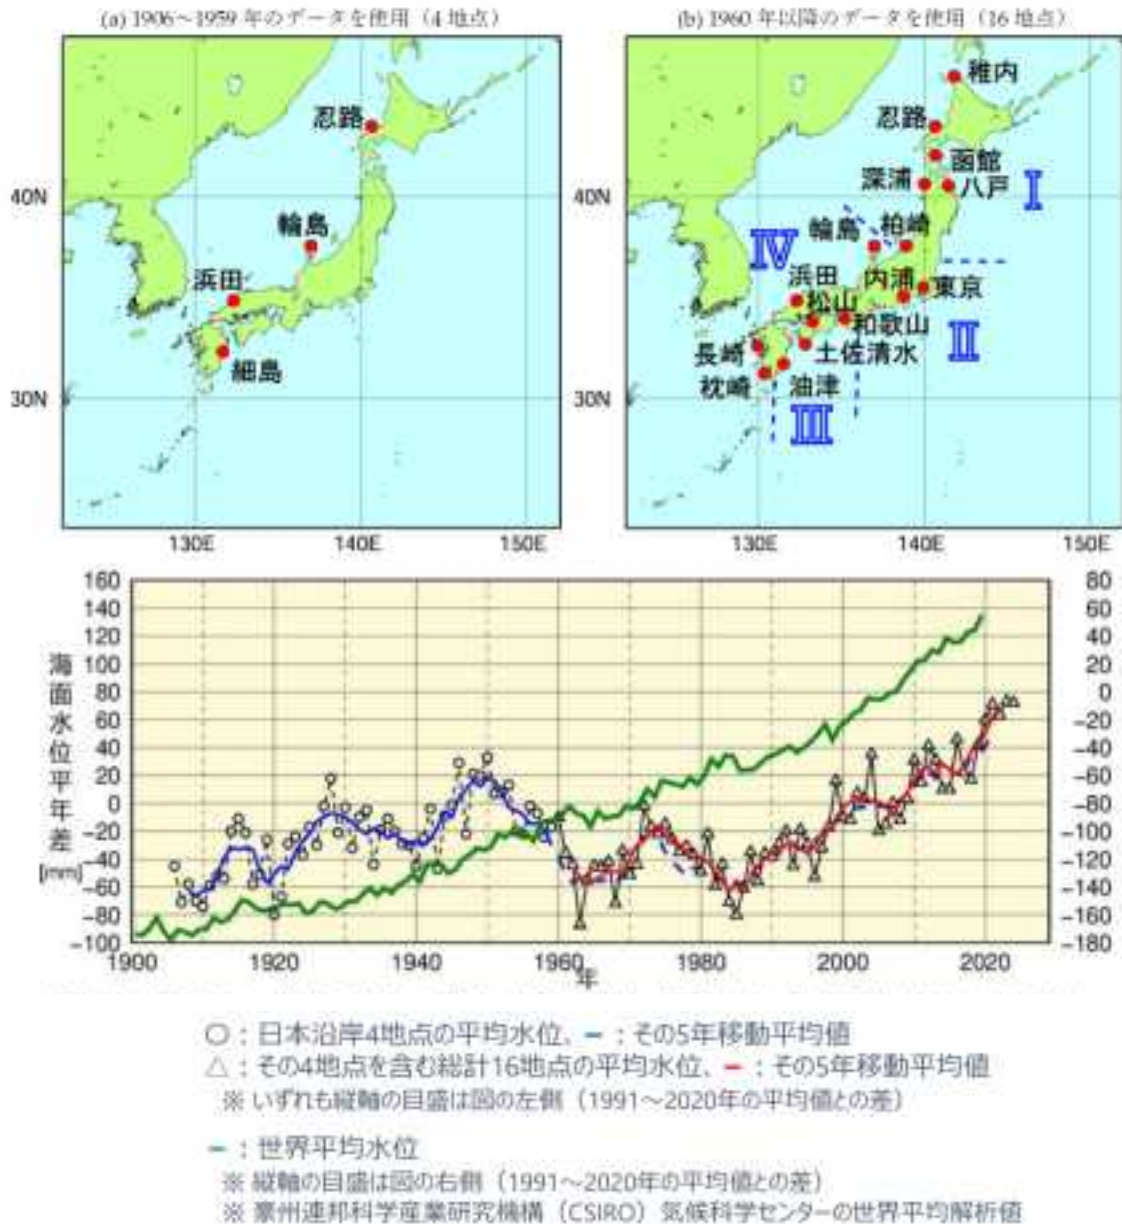 (a) 1906～1959 年のデータを使用（4 地点）
(b) 1960 年以降のデータを使用（16 地点）
忍路
輪島
浜田
細島
40N
30N
130E
140E
150E
稚内
忍路
函館
深浦
八戸
I
輪島
柏崎
IV
浜田
内浦
東京
松山
和歌山
II
長崎
土佐清水
枕崎
油津
III
40N
30N
130E
140E
150E
海面水位平年差
[mm]
160
140
120
100
80
60
40
20
0
−20
−40
−60
−80
−100
80
60
40
20
0
−20
−40
−60
−80
−100
−120
−140
−160
−180
1900
1920
1940
1960
1980
2000
2020
年
○：日本沿岸4地点の平均水位、－：その5年移動平均値
△：その4地点を含む総計16地点の平均水位、－：その5年移動平均値
※ いずれも縦軸の目盛は図の左側（1991～2020年の平均値との差）
－：世界平均水位
※ 縦軸の目盛は図の右側（1991～2020年の平均値との差）
※ 豪州連邦科学産業研究機構（CSIRO）気候科学センターの世界平均解析値